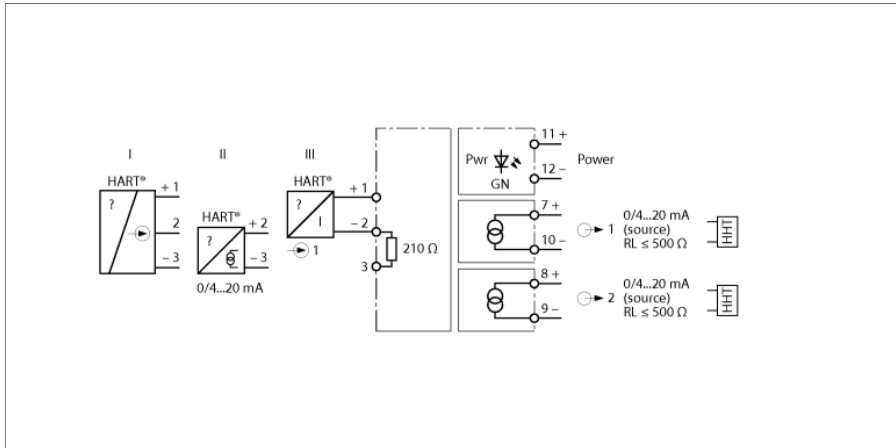 I
II
III
HART®
?
+ 1
2
– 3
HART®
?
+ 2
– 3
0/4...20 mA
HART®
?
I
+ 1
– 2
1
3
210 Ω
Pwr
GN
11 +
12 –
Power
7 +
10 –
1
0/4...20 mA
(source)
RL ≤ 500 Ω
HHT
8 +
9 –
2
0/4...20 mA
(source)
RL ≤ 500 Ω
HHT